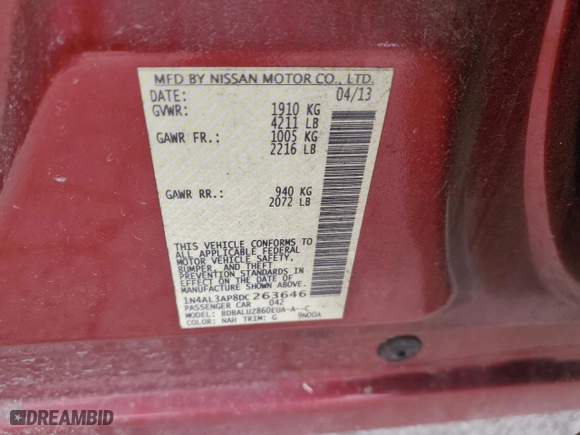 MFD BY NISSAN MOTOR CO., LTD.
DATE: 04/13
GVWR: 1910 KG
4211 LB
GAWR FR.: 1005 KG
2216 LB
GAWR RR.: 940 KG
2072 LB
THIS VEHICLE CONFORMS TO
ALL APPLICABLE FEDERAL
MOTOR VEHICLE SAFETY,
BUMPER, AND THEFT
PREVENTION STANDARDS IN
EFFECT ON THE DATE OF
MANUFACTURE SHOWN ABOVE.
1N4AL3AP8DC263646
PASSENGER CAR 042
MODEL: BDBALUZ860EUA-A--C
COLOR: NAH TRIM: G 9N00A
DREAMBID